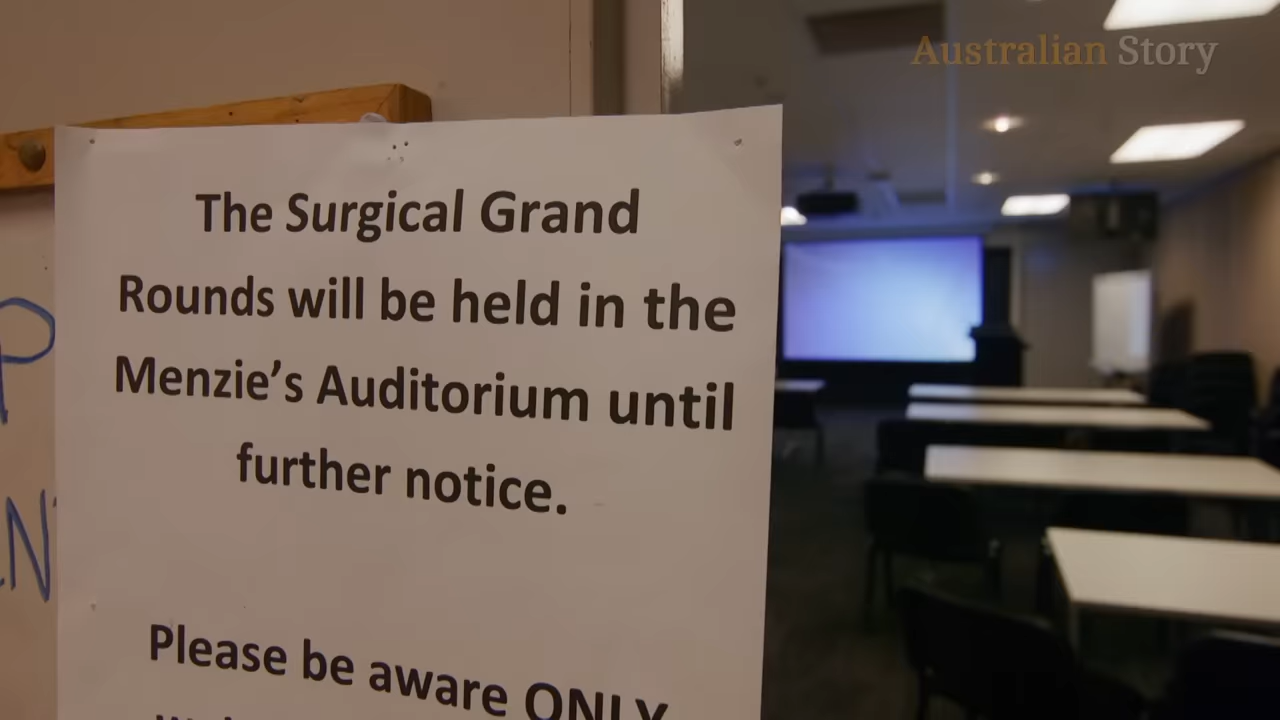 Australian Story
The Surgical Grand
Rounds will be held in the
Menzie’s Auditorium until
further notice.
Please be aware ONLY
P
N